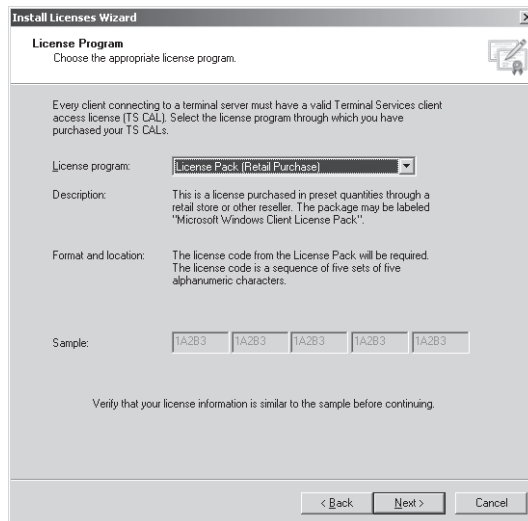 Install Licenses Wizard
License Program
Choose the appropriate license program.
Every client connecting to a terminal server must have a valid Terminal Services client
access license (TS CAL). Select the license program through which you have
purchased your TS CALs.
License program: License Pack (Retail Purchase)
Description: This is a license purchased in preset quantities through a
retail store or other reseller. The package may be labeled
"Microsoft Windows Client License Pack".
Format and location: The license code from the License Pack will be required.
The license code is a sequence of five sets of five
alphanumeric characters.
Sample: 1A2B3 1A2B3 1A2B3 1A2B3 1A2B3
Verify that your license information is similar to the sample before continuing.
< Back Next > Cancel